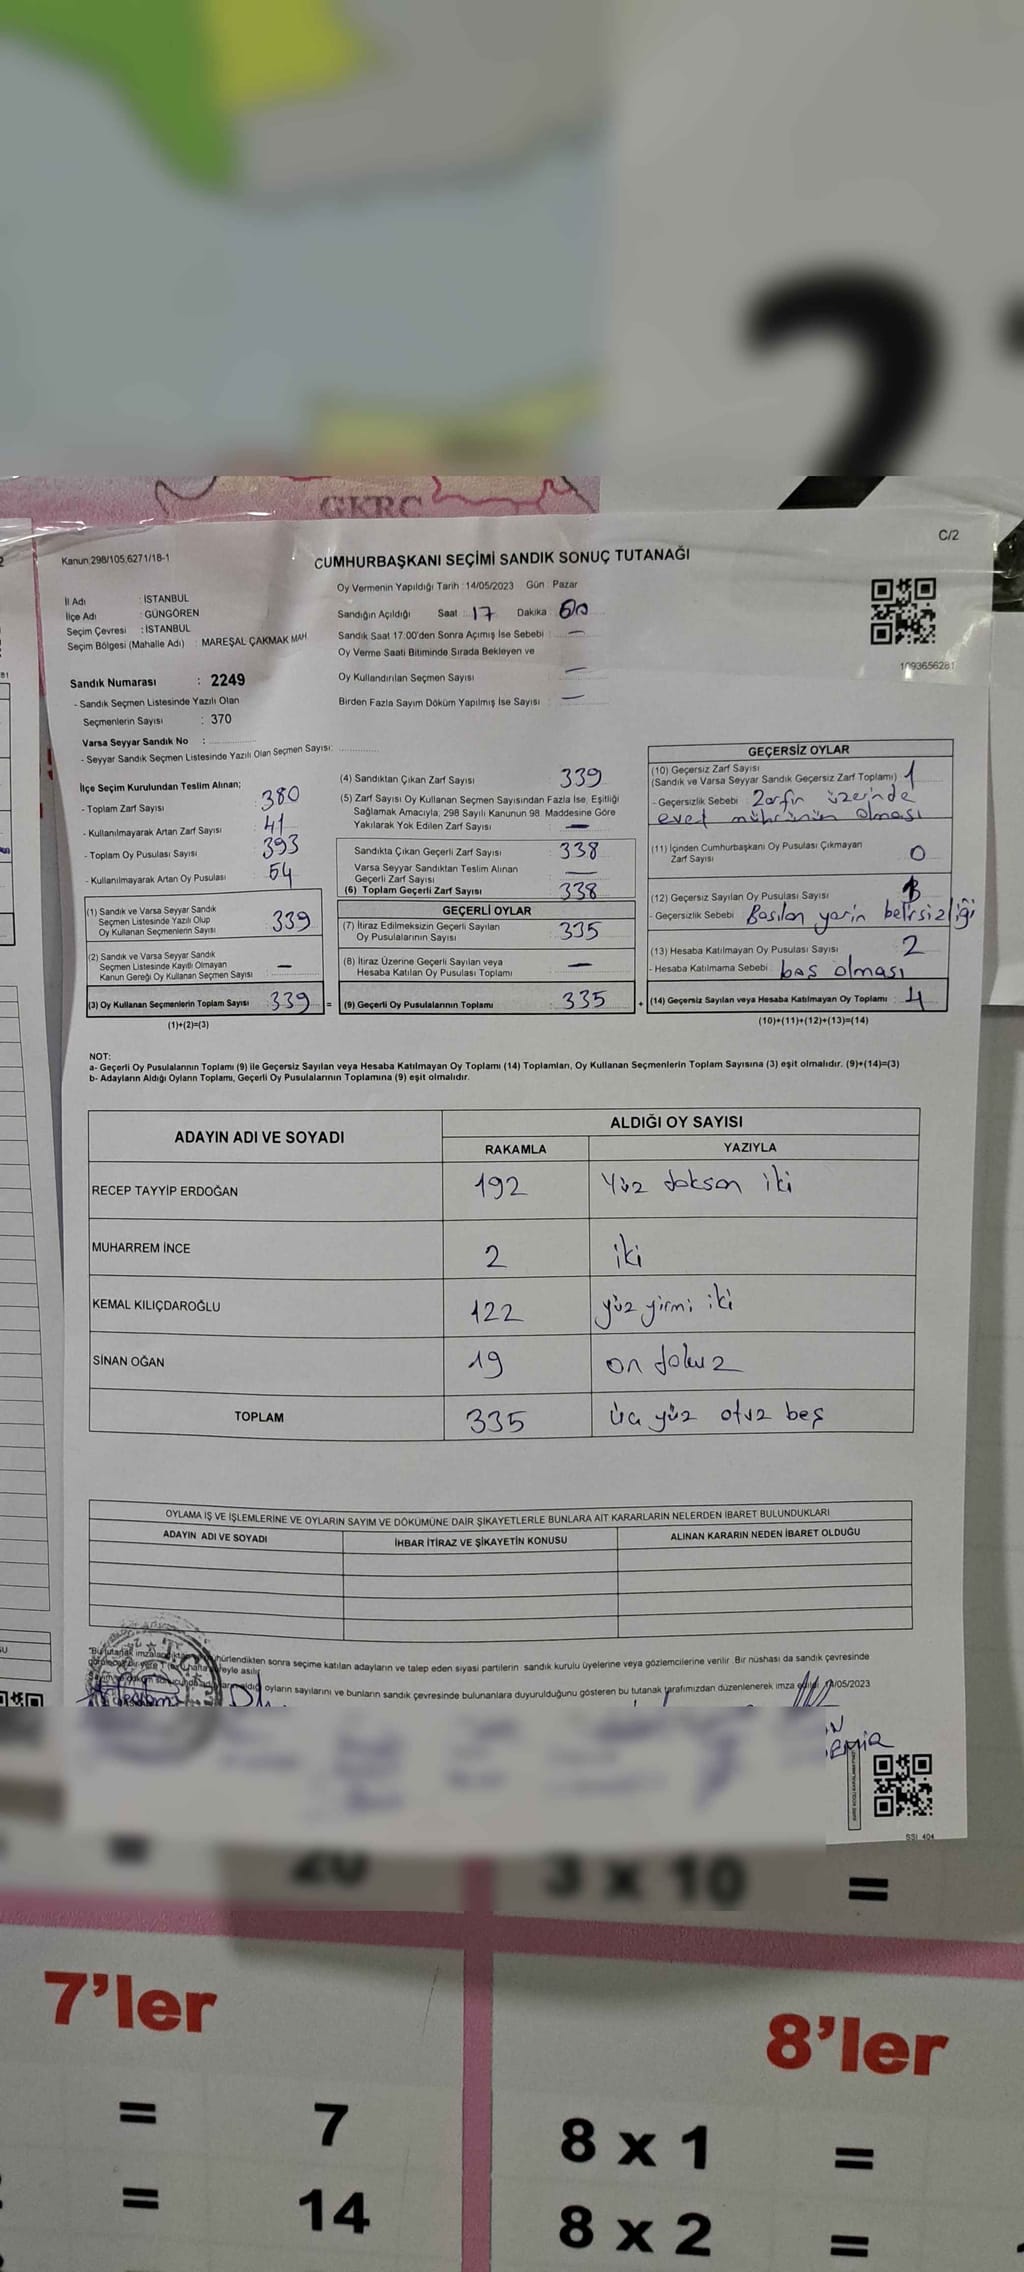 GKRC
C/2
Kanun 298/105,6271/18-1
CUMHURBAŞKANI SEÇİMİ SANDIK SONUÇ TUTANAĞI
Oy Vermenin Yapıldığı Tarih : 14/05/2023 Gün Pazar
İl Adı : İSTANBUL
İlçe Adı : GÜNGÖREN
Seçim Çevresi : İSTANBUL
Seçim Bölgesi (Mahalle Adı) : MAREŞAL ÇAKMAK MAH.
Sandığın Açıldığı Saat : 17 Dakika :
Sandık Saat 17.00'den Sonra Açımış İse Sebebi : —
Oy Verme Saati Bitiminde Sırada Bekleyen ve
Oy Kullandırılan Seçmen Sayısı —
Birden Fazla Sayım Döküm Yapılmış İse Sayısı : —
1093656281
Sandık Numarası : 2249
- Sandık Seçmen Listesinde Yazılı Olan
Seçmenlerin Sayısı : 370
Varsa Seyyar Sandık No :
- Seyyar Sandık Seçmen Listesinde Yazılı Olan Seçmen Sayısı:
İlçe Seçim Kurulundan Teslim Alınan;
- Toplam Zarf Sayısı : 380
- Kullanılmayarak Artan Zarf Sayısı : 41
- Toplam Oy Pusulası Sayısı : 393
- Kullanılmayarak Artan Oy Pusulası : 54
(1) Sandık ve Varsa Seyyar Sandık
Seçmen Listesinde Yazılı Olup
Oy Kullanan Seçmenlerin Sayısı : 339
(2) Sandık ve Varsa Seyyar Sandık
Seçmen Listesinde Kayıtlı Olmayan
Kanun Gereği Oy Kullanan Seçmen Sayısı : —
(3) Oy Kullanan Seçmenlerin Toplam Sayısı : 339 =
(1)+(2)=(3)
(4) Sandıktan Çıkan Zarf Sayısı : 339
(5) Zarf Sayısı Oy Kullanan Seçmen Sayısından Fazla İse, Eşitliği
Sağlamak Amacıyla, 298 Sayılı Kanunun 98. Maddesine Göre
Yakılarak Yok Edilen Zarf Sayısı : —
Sandıkta Çıkan Geçerli Zarf Sayısı : 338
Varsa Seyyar Sandıktan Teslim Alınan
Geçerli Zarf Sayısı : —
(6) Toplam Geçerli Zarf Sayısı : 338
GEÇERLİ OYLAR
(7) İtiraz Edilmeksizin Geçerli Sayılan
Oy Pusulalarının Sayısı : 335
(8) İtiraz Üzerine Geçerli Sayılan veya
Hesaba Katılan Oy Pusulası Toplamı : —
(9) Geçerli Oy Pusulalarının Toplamı : 335 +
GEÇERSİZ OYLAR
(10) Geçersiz Zarf Sayısı
(Sandık ve Varsa Seyyar Sandık Geçersiz Zarf Toplamı) : 1
- Geçersizlik Sebebi : Zarfın üzerinde
evet mührünün olması
(11) İçinden Cumhurbaşkanı Oy Pusulası Çıkmayan
Zarf Sayısı : 0
(12) Geçersiz Sayılan Oy Pusulası Sayısı :
- Geçersizlik Sebebi : Basılan yerin belirsizliği
(13) Hesaba Katılmayan Oy Pusulası Sayısı : 2
- Hesaba Katılmama Sebebi : boş olması
(14) Geçersiz Sayılan veya Hesaba Katılmayan Oy Toplamı : 4
(10)+(11)+(12)+(13)=(14)
NOT:
a- Geçerli Oy Pusulalarının Toplamı (9) ile Geçersiz Sayılan veya Hesaba Katılmayan Oy Toplamı (14) Toplamları, Oy Kullanan Seçmenlerin Toplam Sayısına (3) eşit olmalıdır. (9)+(14)=(3)
b- Adayların Aldığı Oyların Toplamı, Geçerli Oy Pusulalarının Toplamına (9) eşit olmalıdır.
ADAYIN ADI VE SOYADI
ALDIĞI OY SAYISI
RAKAMLA YAZIYLA
RECEP TAYYİP ERDOĞAN 192 Yüz doksan iki
MUHARREM İNCE 2 iki
KEMAL KILIÇDAROĞLU 122 yüz yirmi iki
SİNAN OĞAN 19 on dokuz
TOPLAM 335 üç yüz otuz beş
OYLAMA İŞ VE İŞLEMLERİNE VE OYLARIN SAYIM VE DÖKÜMÜNE DAİR ŞİKAYETLERLE BUNLARA AİT KARARLARIN NELERDEN İBARET BULUNDUKLARI
ADAYIN ADI VE SOYADI
İHBAR İTİRAZ VE ŞİKAYETİN KONUSU
ALINAN KARARIN NEDEN İBARET OLDUĞU
sonra seçime katılan adayların ve talep eden siyasi partilerin sandık kurulu üyelerine veya gözlemcilerine verilir. Bir nüshası da sandık çevresinde
oyların sayılarını ve bunların sandık çevresinde bulunanlara duyurulduğunu gösteren bu tutanak tarafımızdan düzenlenerek imza /05/2023
SSİ 404
20 3 x 10 =
7'ler 8'ler
= 7 8 x 1 =
= 14 8 x 2 =